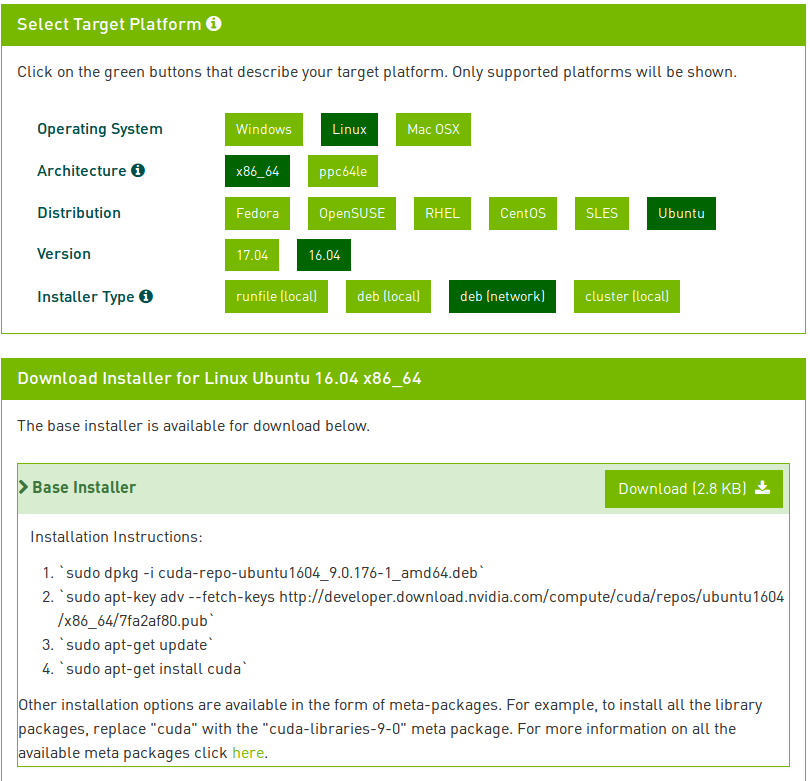 Select Target Platform
Click on the green buttons that describe your target platform. Only supported platforms will be shown.
Operating System Windows Linux Mac OSX
Architecture x86_64 ppc64le
Distribution Fedora OpenSUSE RHEL CentOS SLES Ubuntu
Version 17.04 16.04
Installer Type runfile (local) deb (local) deb (network) cluster (local)
Download Installer for Linux Ubuntu 16.04 x86_64
The base installer is available for download below.
Base Installer Download (2.8 KB)
Installation Instructions:
1. `sudo dpkg -i cuda-repo-ubuntu1604_9.0.176-1_amd64.deb`
2. `sudo apt-key adv --fetch-keys http://developer.download.nvidia.com/compute/cuda/repos/ubuntu1604
/x86_64/7fa2af80.pub`
3. `sudo apt-get update`
4. `sudo apt-get install cuda`
Other installation options are available in the form of meta-packages. For example, to install all the library
packages, replace "cuda" with the "cuda-libraries-9-0" meta package. For more information on all the
available meta packages click here.